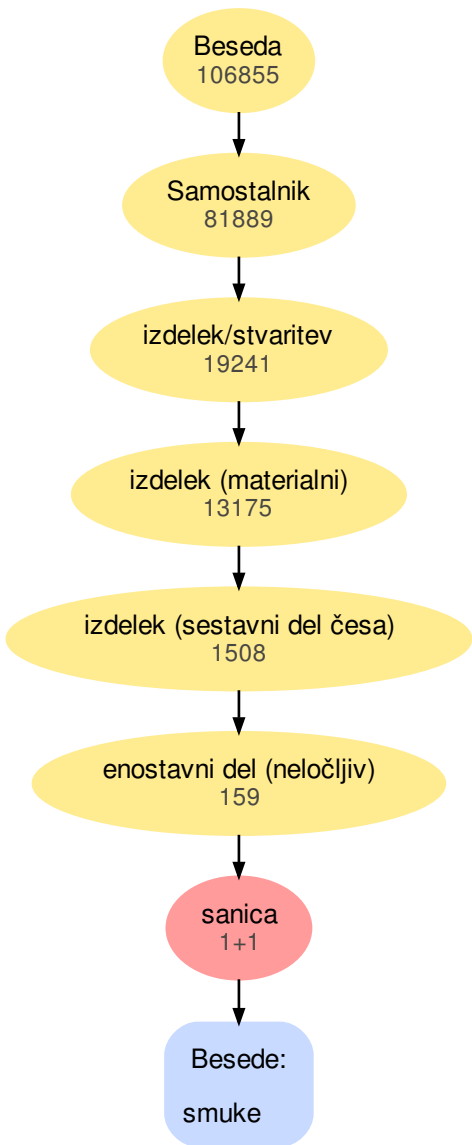 Beseda
106855
Samostalnik
81889
izdelek/stvaritev
19241
izdelek (materialni)
13175
izdelek (sestavni del česa)
1508
enostavni del (neločljiv)
159
sanica
1+1
Besede:
smuke